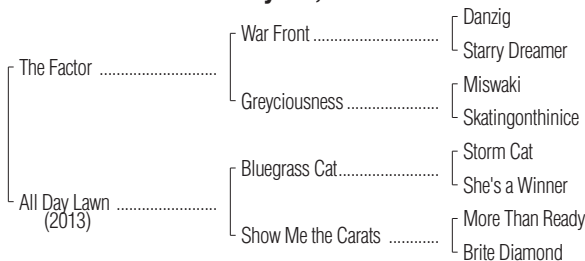 Danzig
War Front
Starry Dreamer
The Factor
Miswaki
Greyciousness
Skatingonthinice
Storm Cat
Bluegrass Cat
She's a Winner
All Day Lawn
(2013)
More Than Ready
Show Me the Carats
Brite Diamond